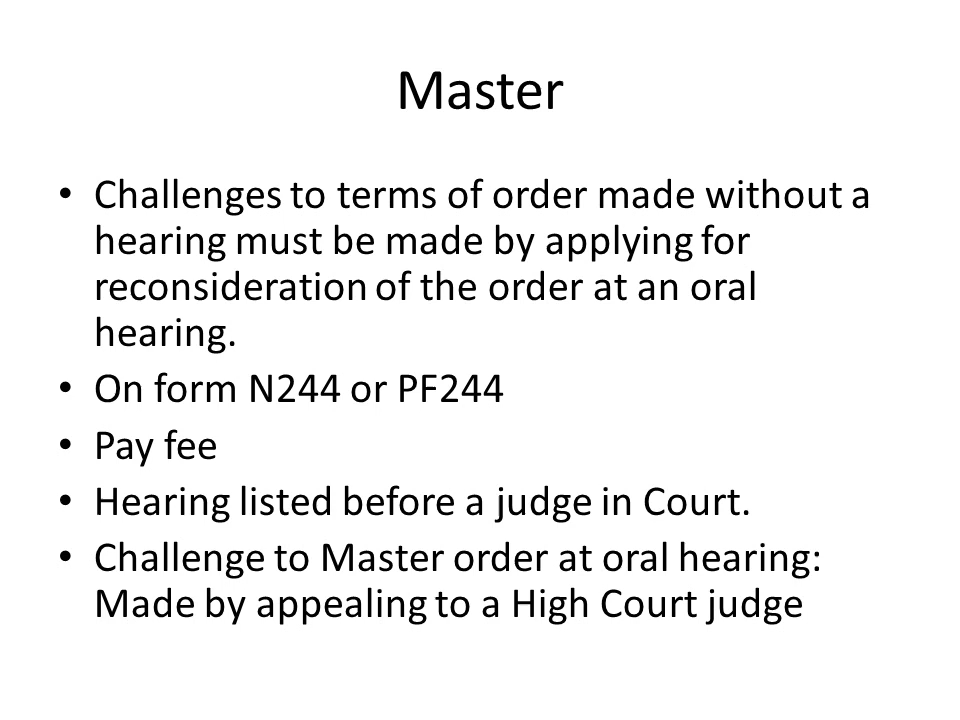 Master
• Challenges to terms of order made without a
hearing must be made by applying for
reconsideration of the order at an oral
hearing.
• On form N244 or PF244
• Pay fee
• Hearing listed before a judge in Court.
• Challenge to Master order at oral hearing:
Made by appealing to a High Court judge